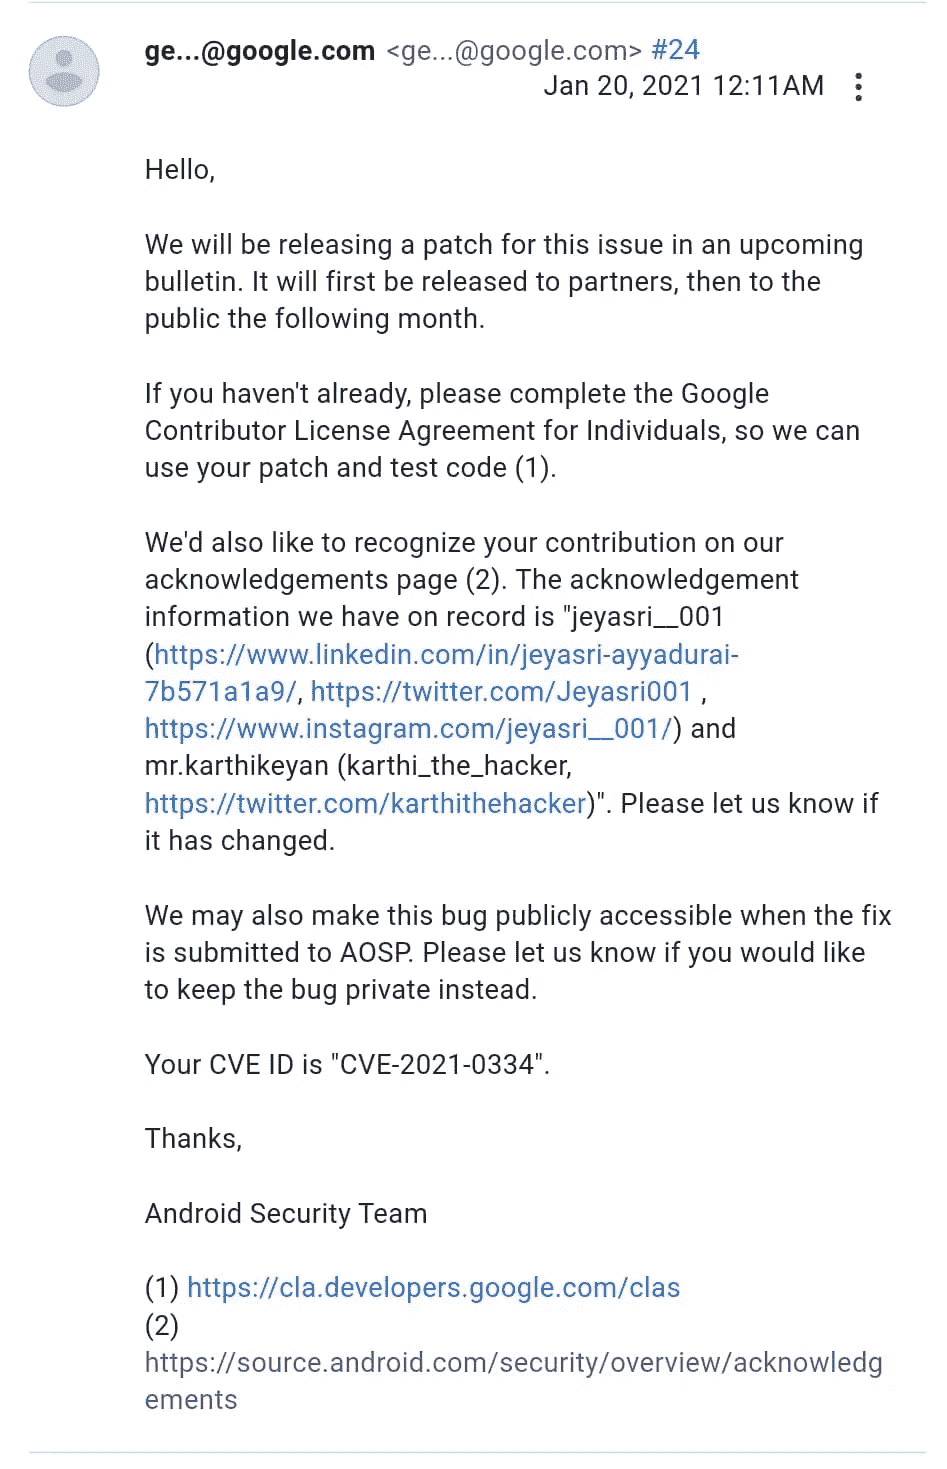 ge...@google.com <ge...@google.com> #24
Jan 20, 2021 12:11AM
Hello,
We will be releasing a patch for this issue in an upcoming
bulletin. It will first be released to partners, then to the
public the following month.
If you haven't already, please complete the Google
Contributor License Agreement for Individuals, so we can
use your patch and test code (1).
We'd also like to recognize your contribution on our
acknowledgements page (2). The acknowledgement
information we have on record is "jeyasri__001
(https://www.linkedin.com/in/jeyasri-ayyadurai-
7b571a1a9/, https://twitter.com/Jeyasri001 ,
https://www.instagram.com/jeyasri__001/) and
mr.karthikeyan (karthi_the_hacker,
https://twitter.com/karthithehacker)". Please let us know if
it has changed.
We may also make this bug publicly accessible when the fix
is submitted to AOSP. Please let us know if you would like
to keep the bug private instead.
Your CVE ID is "CVE-2021-0334".
Thanks,
Android Security Team
(1) https://cla.developers.google.com/clas
(2)
https://source.android.com/security/overview/acknowledg
ements